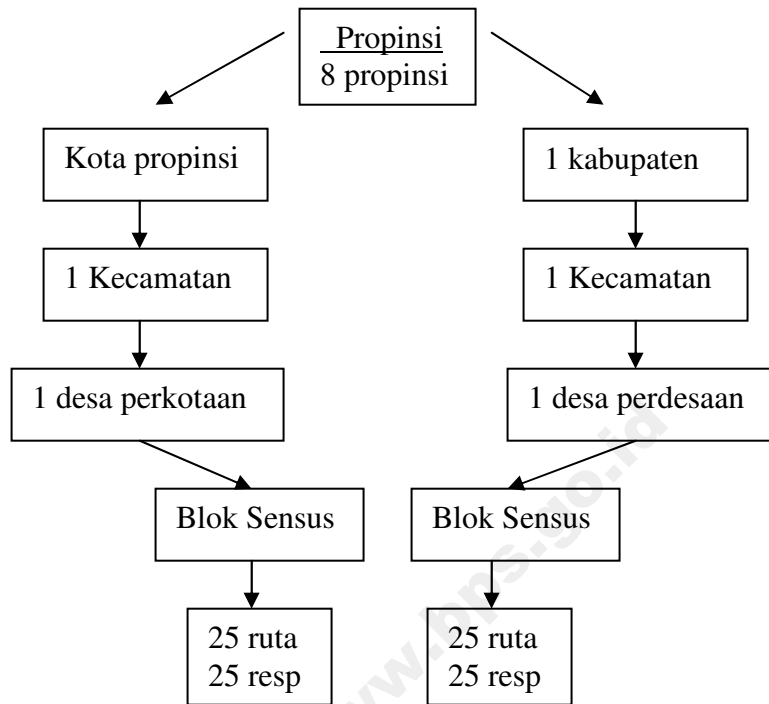 Propinsi
8 propinsi
Kota propinsi
1 kabupaten
1 Kecamatan
1 Kecamatan
1 desa perkotaan
1 desa perdesaan
Blok Sensus
Blok Sensus
25 ruta
25 resp
25 ruta
25 resp
www.bps.go.id